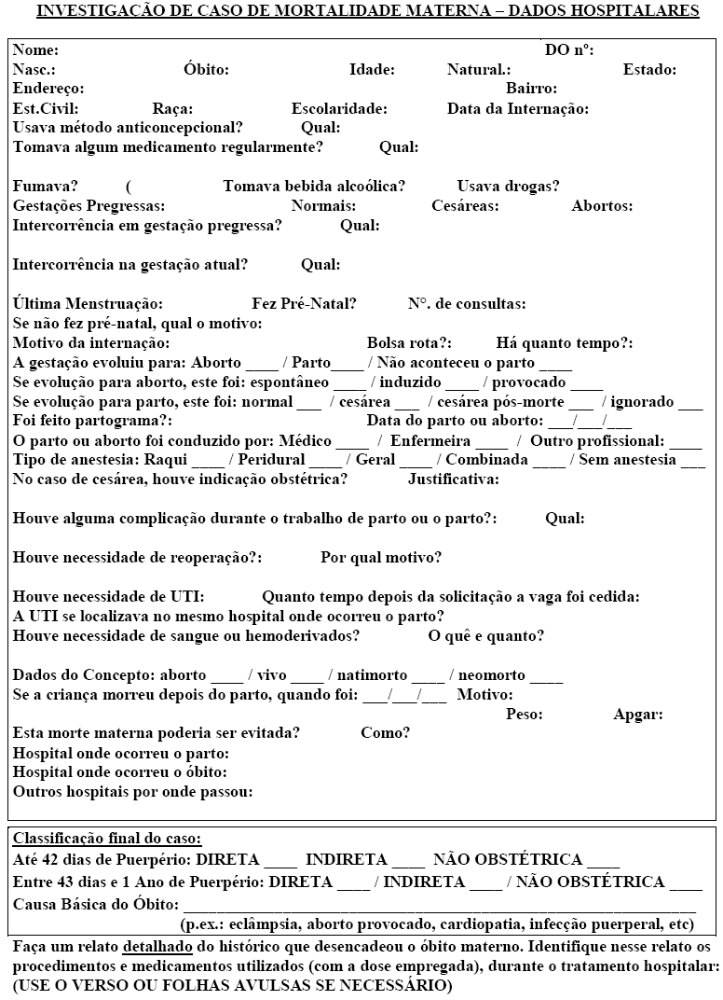 INVESTIGAÇÃO DE CASO DE MORTALIDADE MATERNA – DADOS HOSPITALARES
Nome: DO nº:
Nasc.: Óbito: Idade: Natural.: Estado:
Endereço: Bairro:
Est.Civil: Raça: Escolaridade: Data da Internação:
Usava método anticoncepcional? Qual:
Tomava algum medicamento regularmente? Qual:
Fumava? ( Tomava bebida alcoólica? Usava drogas?
Gestações Pregressas: Normais: Cesáreas: Abortos:
Intercorrência em gestação pregressa? Qual:
Intercorrência na gestação atual? Qual:
Última Menstruação: Fez Pré-Natal? N°. de consultas:
Se não fez pré-natal, qual o motivo:
Motivo da internação: Bolsa rota?: Há quanto tempo?:
A gestação evoluiu para: Aborto ____ / Parto____ / Não aconteceu o parto ____
Se evolução para aborto, este foi: espontâneo ____ / induzido ____ / provocado ____
Se evolução para parto, este foi: normal ___ / cesárea ___ / cesárea pós-morte ___ / ignorado ___
Foi feito partograma?: Data do parto ou aborto: ___/___/___
O parto ou aborto foi conduzido por: Médico ____ / Enfermeira ____ / Outro profissional: ____
Tipo de anestesia: Raqui ____ / Peridural ____ / Geral ____ / Combinada ____ / Sem anestesia ___
No caso de cesárea, houve indicação obstétrica? Justificativa:
Houve alguma complicação durante o trabalho de parto ou o parto?: Qual:
Houve necessidade de reoperação?: Por qual motivo?
Houve necessidade de UTI: Quanto tempo depois da solicitação a vaga foi cedida:
A UTI se localizava no mesmo hospital onde ocorreu o parto?
Houve necessidade de sangue ou hemoderivados? O quê e quanto?
Dados do Concepto: aborto ____ / vivo ____ / natimorto ____ / neomorto ____
Se a criança morreu depois do parto, quando foi: ___/___/___ Motivo:
Peso: Apgar:
Esta morte materna poderia ser evitada? Como?
Hospital onde ocorreu o parto:
Hospital onde ocorreu o óbito:
Outros hospitais por onde passou:
Classificação final do caso:
Até 42 dias de Puerpério: DIRETA ____ INDIRETA ____ NÃO OBSTÉTRICA ____
Entre 43 dias e 1 Ano de Puerpério: DIRETA ____ / INDIRETA ____ / NÃO OBSTÉTRICA ____
Causa Básica do Óbito: ______________________________________________________________
(p.ex.: eclâmpsia, aborto provocado, cardiopatia, infecção puerperal, etc)
Faça um relato detalhado do histórico que desencadeou o óbito materno. Identifique nesse relato os
procedimentos e medicamentos utilizados (com a dose empregada), durante o tratamento hospitalar:
(USE O VERSO OU FOLHAS AVULSAS SE NECESSÁRIO)